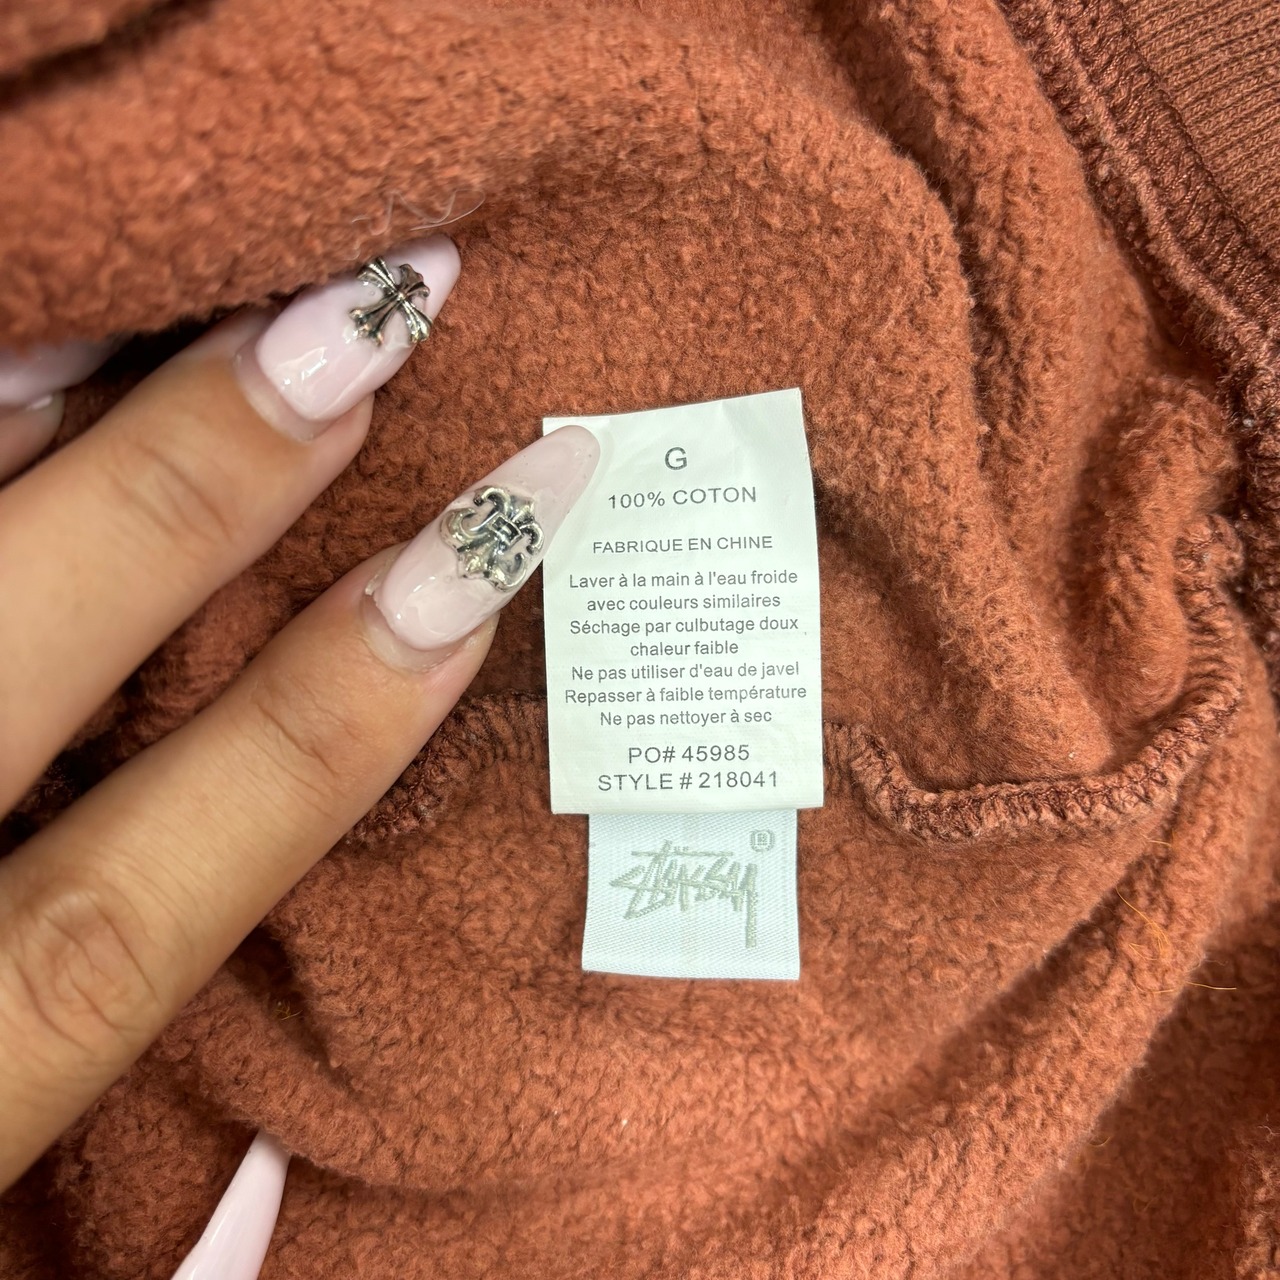 G
100% COTON
FABRIQUE EN CHINE
Laver à la main à l'eau froide
avec couleurs similaires
Séchage par culbutage doux
chaleur faible
Ne pas utiliser d'eau de javel
Repasser à faible température
Ne pas nettoyer à sec
PO# 45985
STYLE # 218041
STÜSSY ®